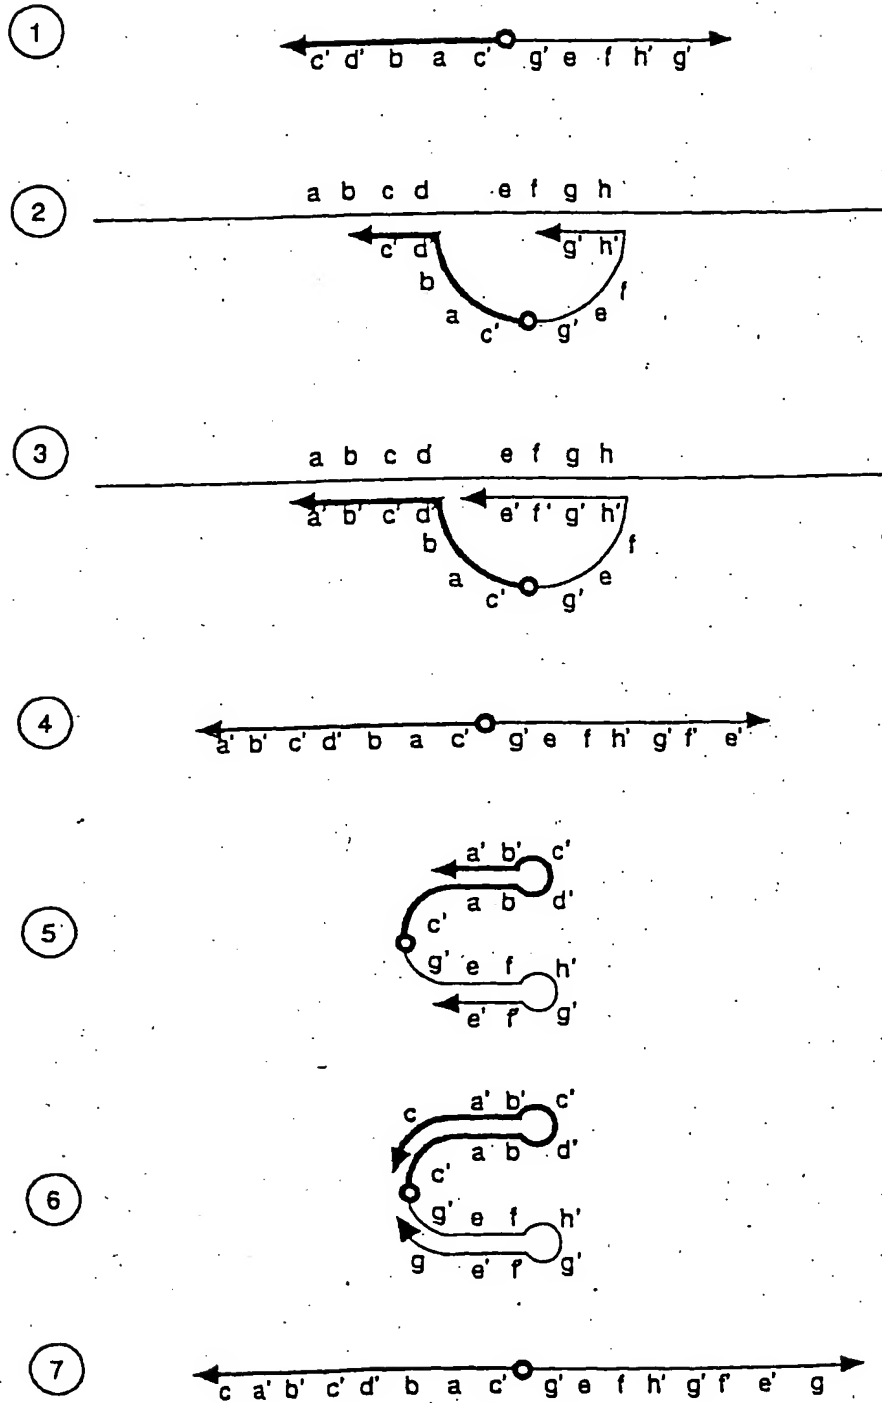 1
c' d' b a c' g' e f h' g'
2
a b c d e f g h
c' d' g' h'
b f
a e
c' g'
3
a b c d e f g h
a' b' c' d' e' f' g' h'
b f
a e
c' g'
4
a' b' c' d' b a c' g' e f h' g' f' e'
5
a' b' c'
a b d'
c'
g' e f h'
e' f' g'
6
c a' b' c'
a b d'
c'
g' e f h'
g e' f' g'
7
c a' b' c' d' b a c' g' e f h' g' f' e' g